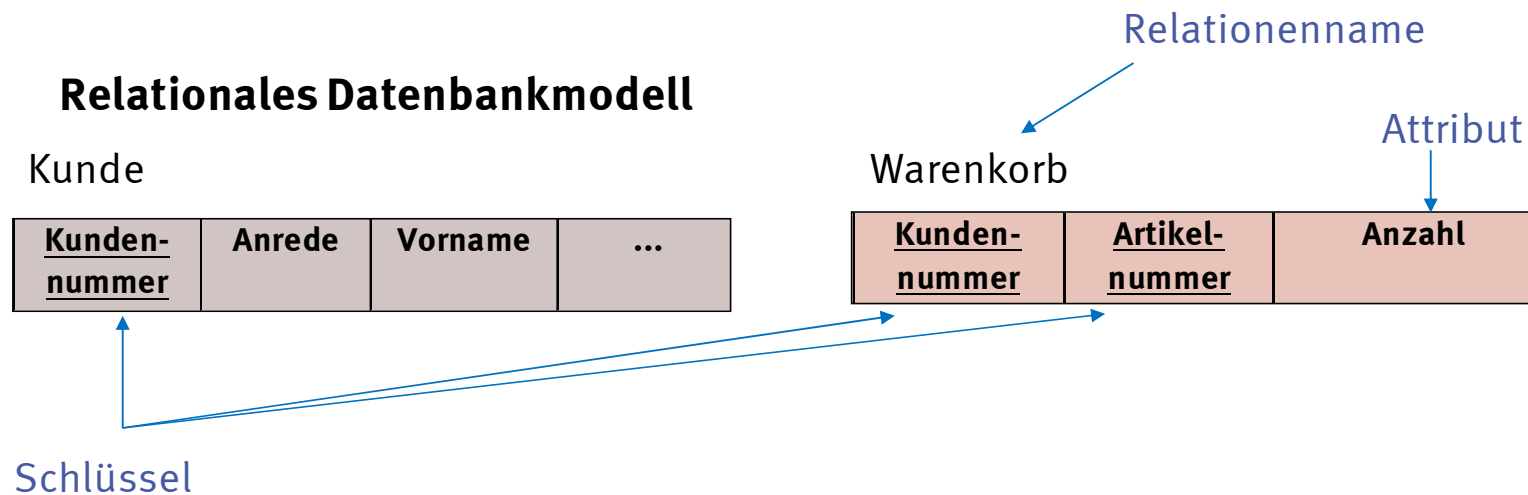 Relationenname
Relationales Datenbankmodell
Attribut
Kunde
Warenkorb
Kunden-
nummer
Anrede
Vorname
...
Kunden-
nummer
Artikel-
nummer
Anzahl
Schlüssel